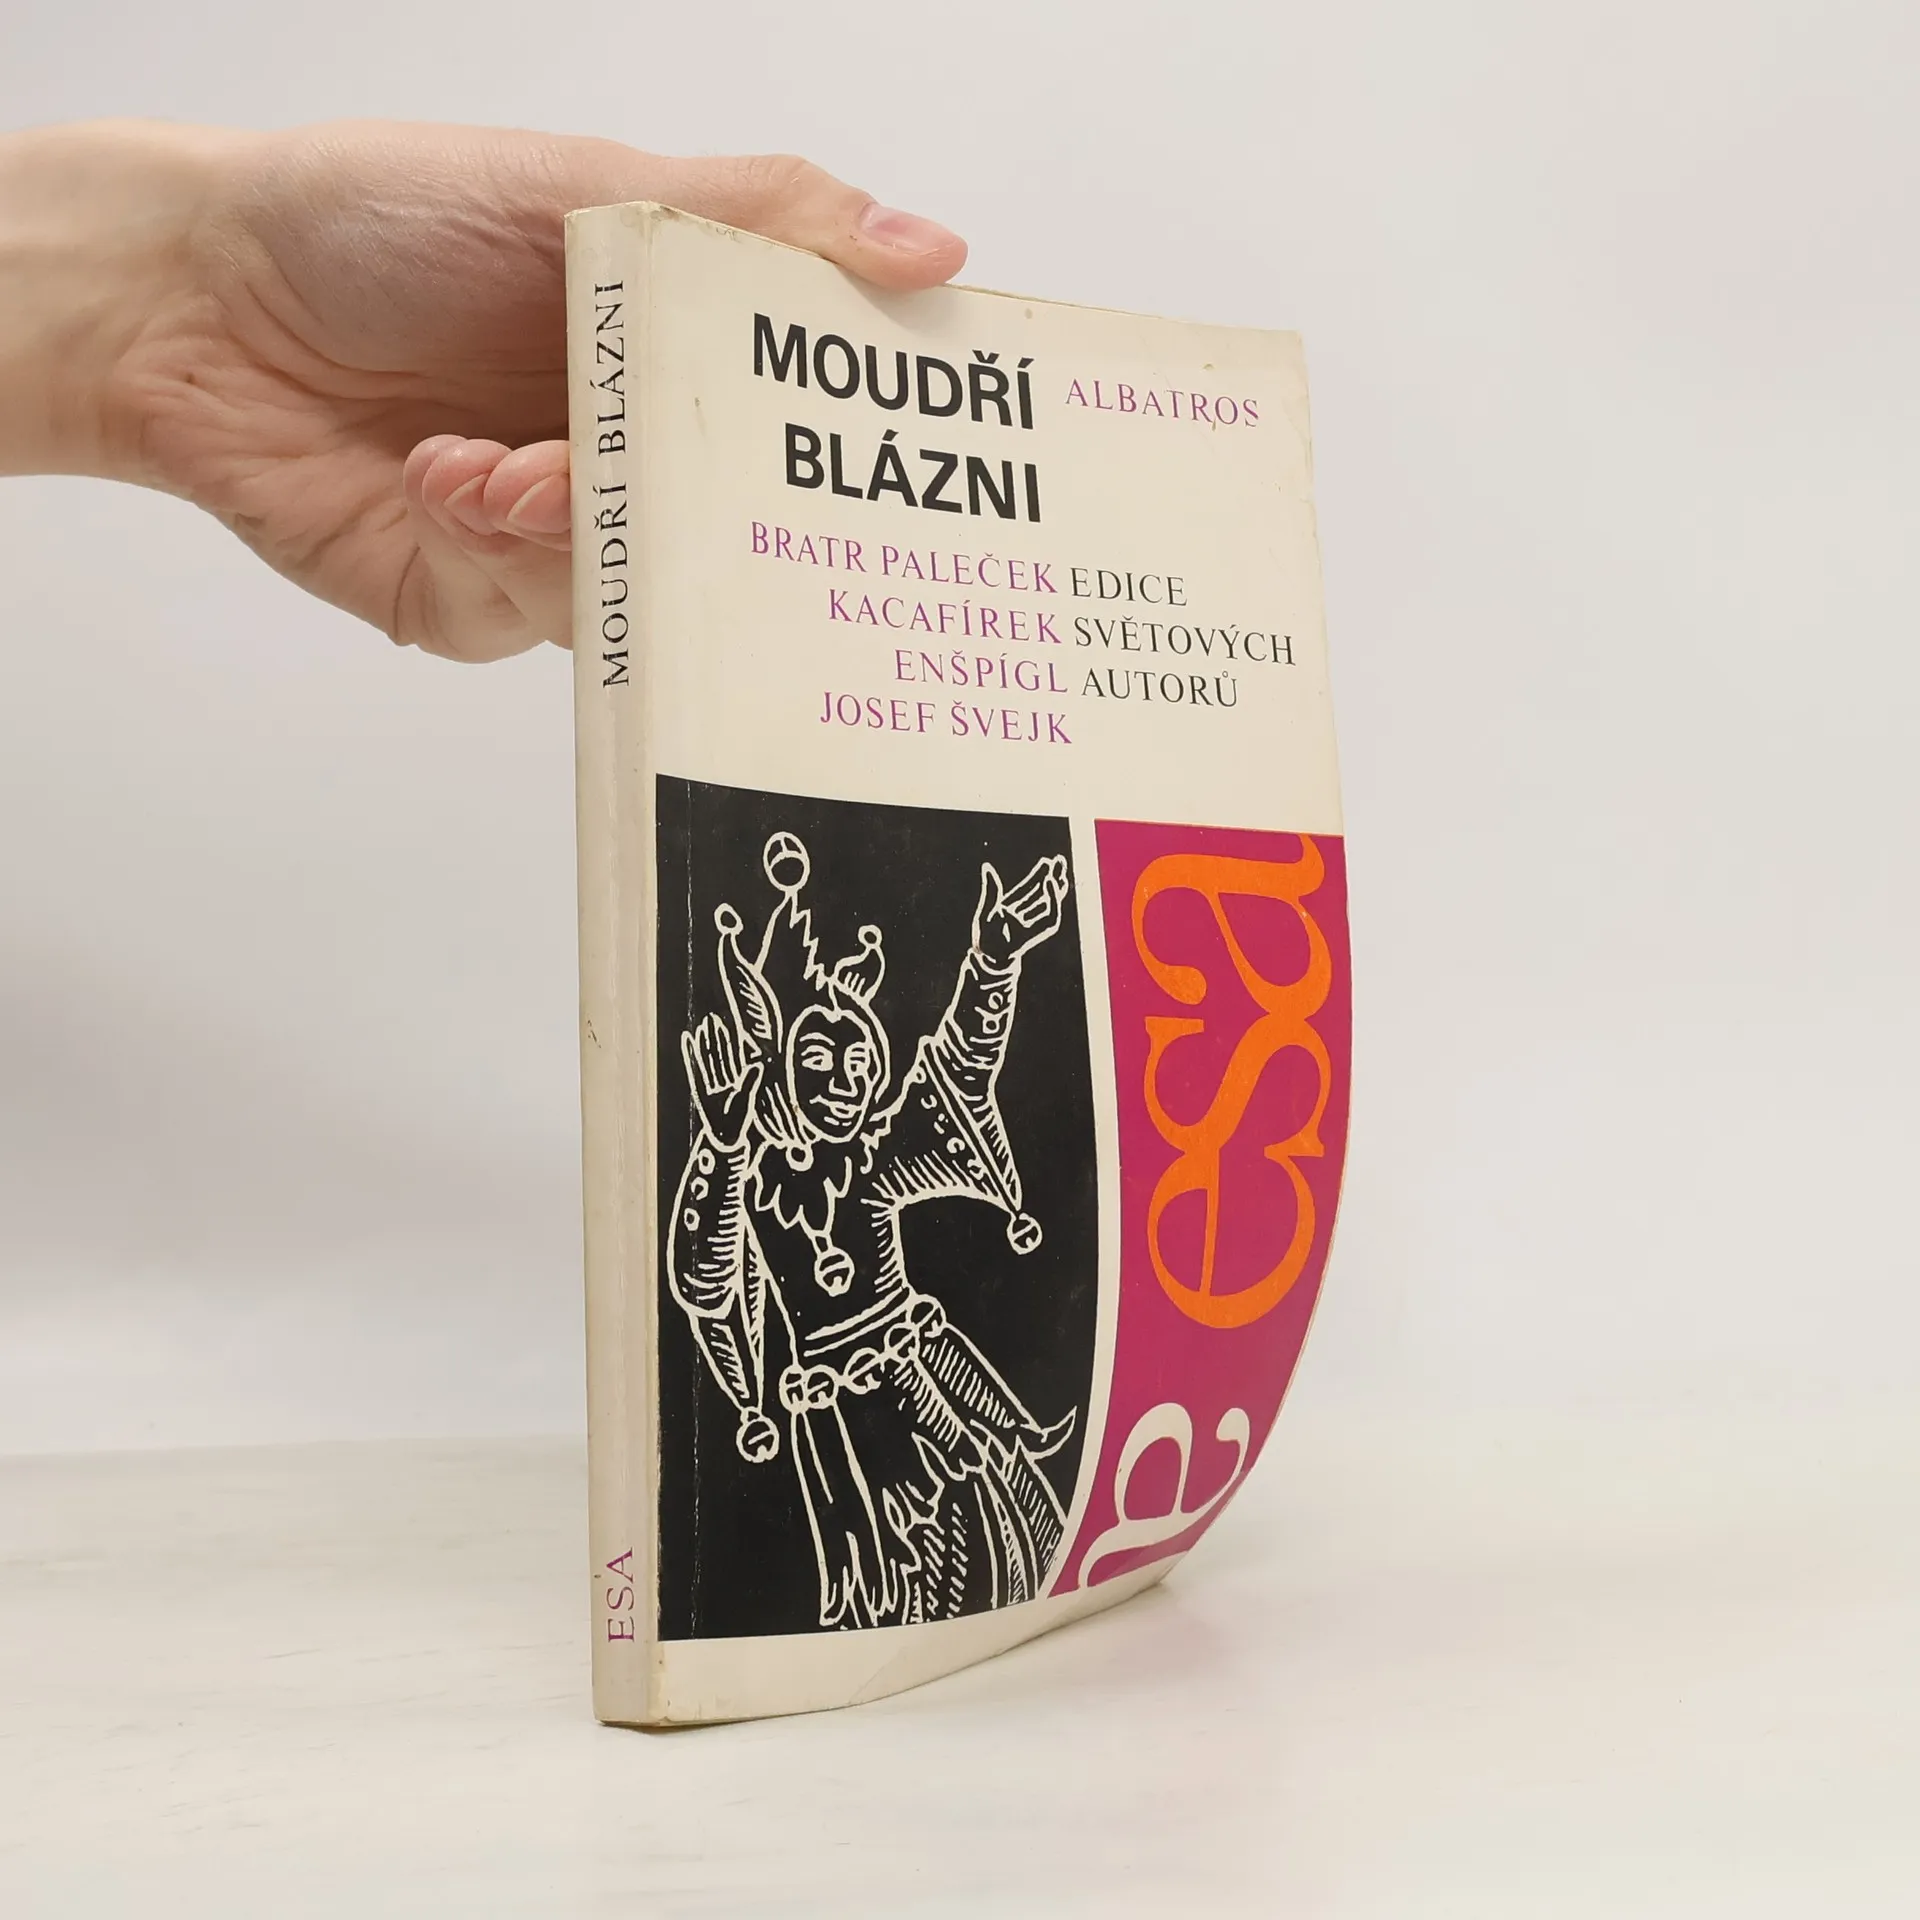 MOUDŘÍ BLÁZNI
ESA
MOUDŘÍ
BLÁZNI
ALBATROS
BRATR PALEČEK
KACAFÍREK
ENŠPÍGL
JOSEF ŠVEJK
EDICE
SVĚTOVÝCH
AUTORŮ
esa